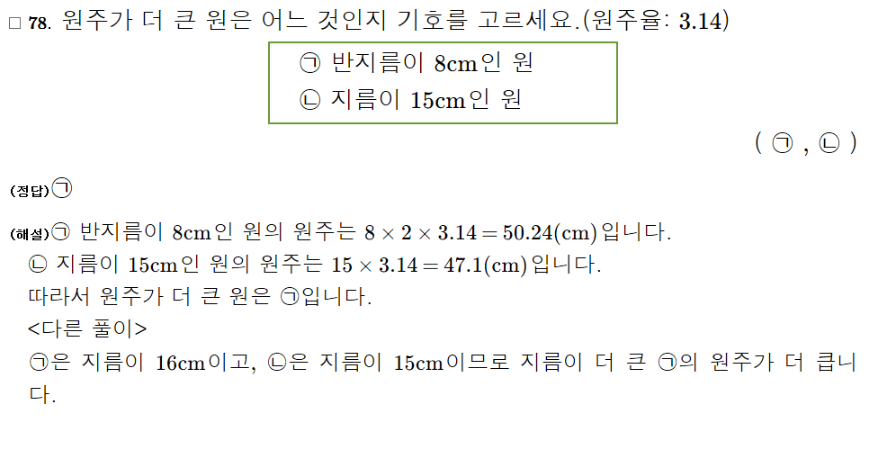 □ 78. 원주가 더 큰 원은 어느 것인지 기호를 고르세요.(원주율: 3.14)
㉠ 반지름이 8cm인 원
㉡ 지름이 15cm인 원
( ㉠ , ㉡ )
(정답)㉠
(해설)㉠ 반지름이 8cm인 원의 원주는 8 × 2 × 3.14 = 50.24(cm)입니다.
㉡ 지름이 15cm인 원의 원주는 15 × 3.14 = 47.1(cm)입니다.
따라서 원주가 더 큰 원은 ㉠입니다.
<다른 풀이>
㉠은 지름이 16cm이고, ㉡은 지름이 15cm이므로 지름이 더 큰 ㉠의 원주가 더 큽니
다.